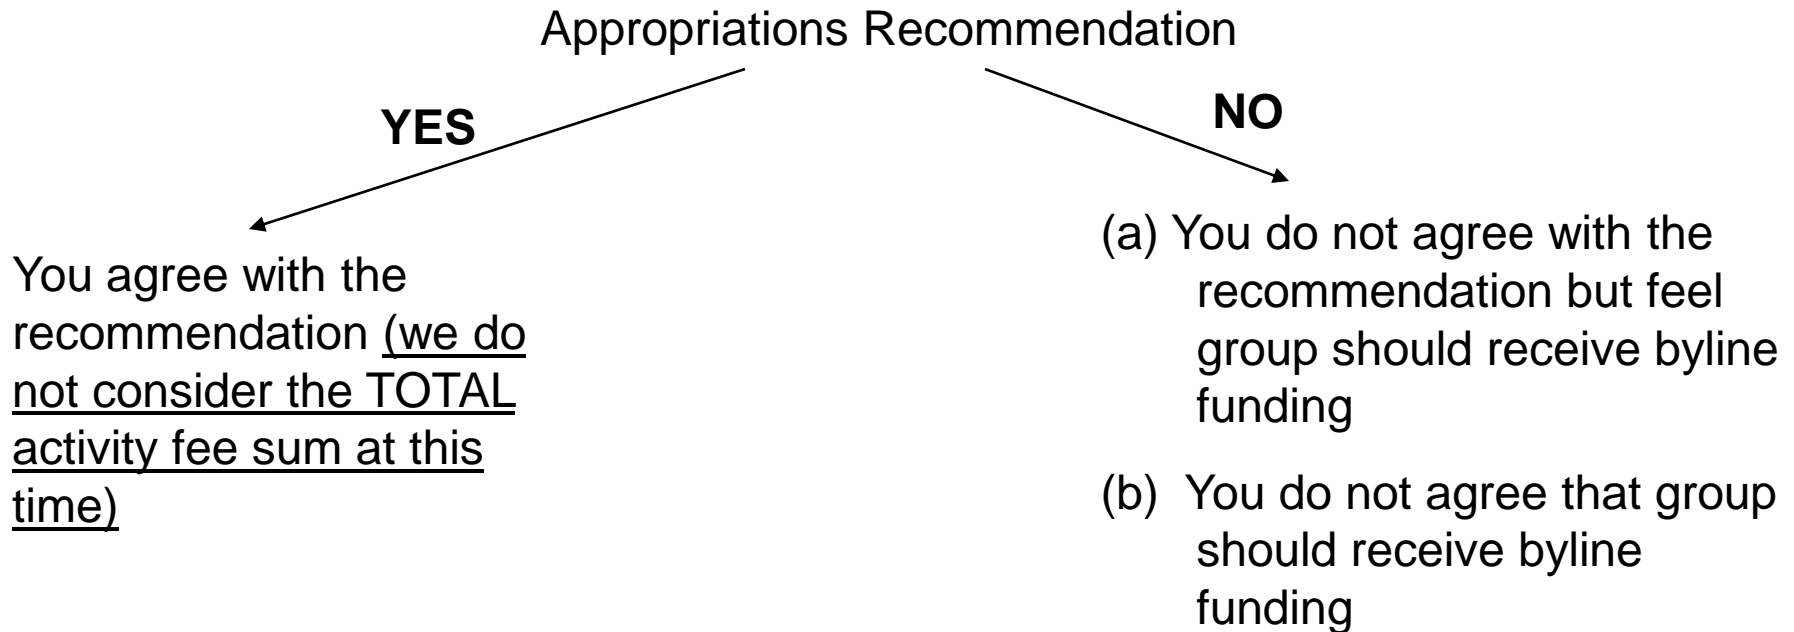 Appropriations Recommendation
YES
NO
You agree with the
recommendation (we do
not consider the TOTAL
activity fee sum at this
time)
(a) You do not agree with the
recommendation but feel
group should receive byline
funding
(b) You do not agree that group
should receive byline
funding